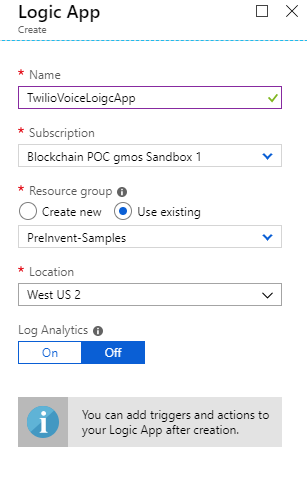 Logic App
Create
* Name
TwilioVoiceLoigcApp
* Subscription
Blockchain POC gmos Sandbox 1
* Resource group
Create new Use existing
PreInvent-Samples
* Location
West US 2
Log Analytics
On Off
You can add triggers and actions to
your Logic App after creation.